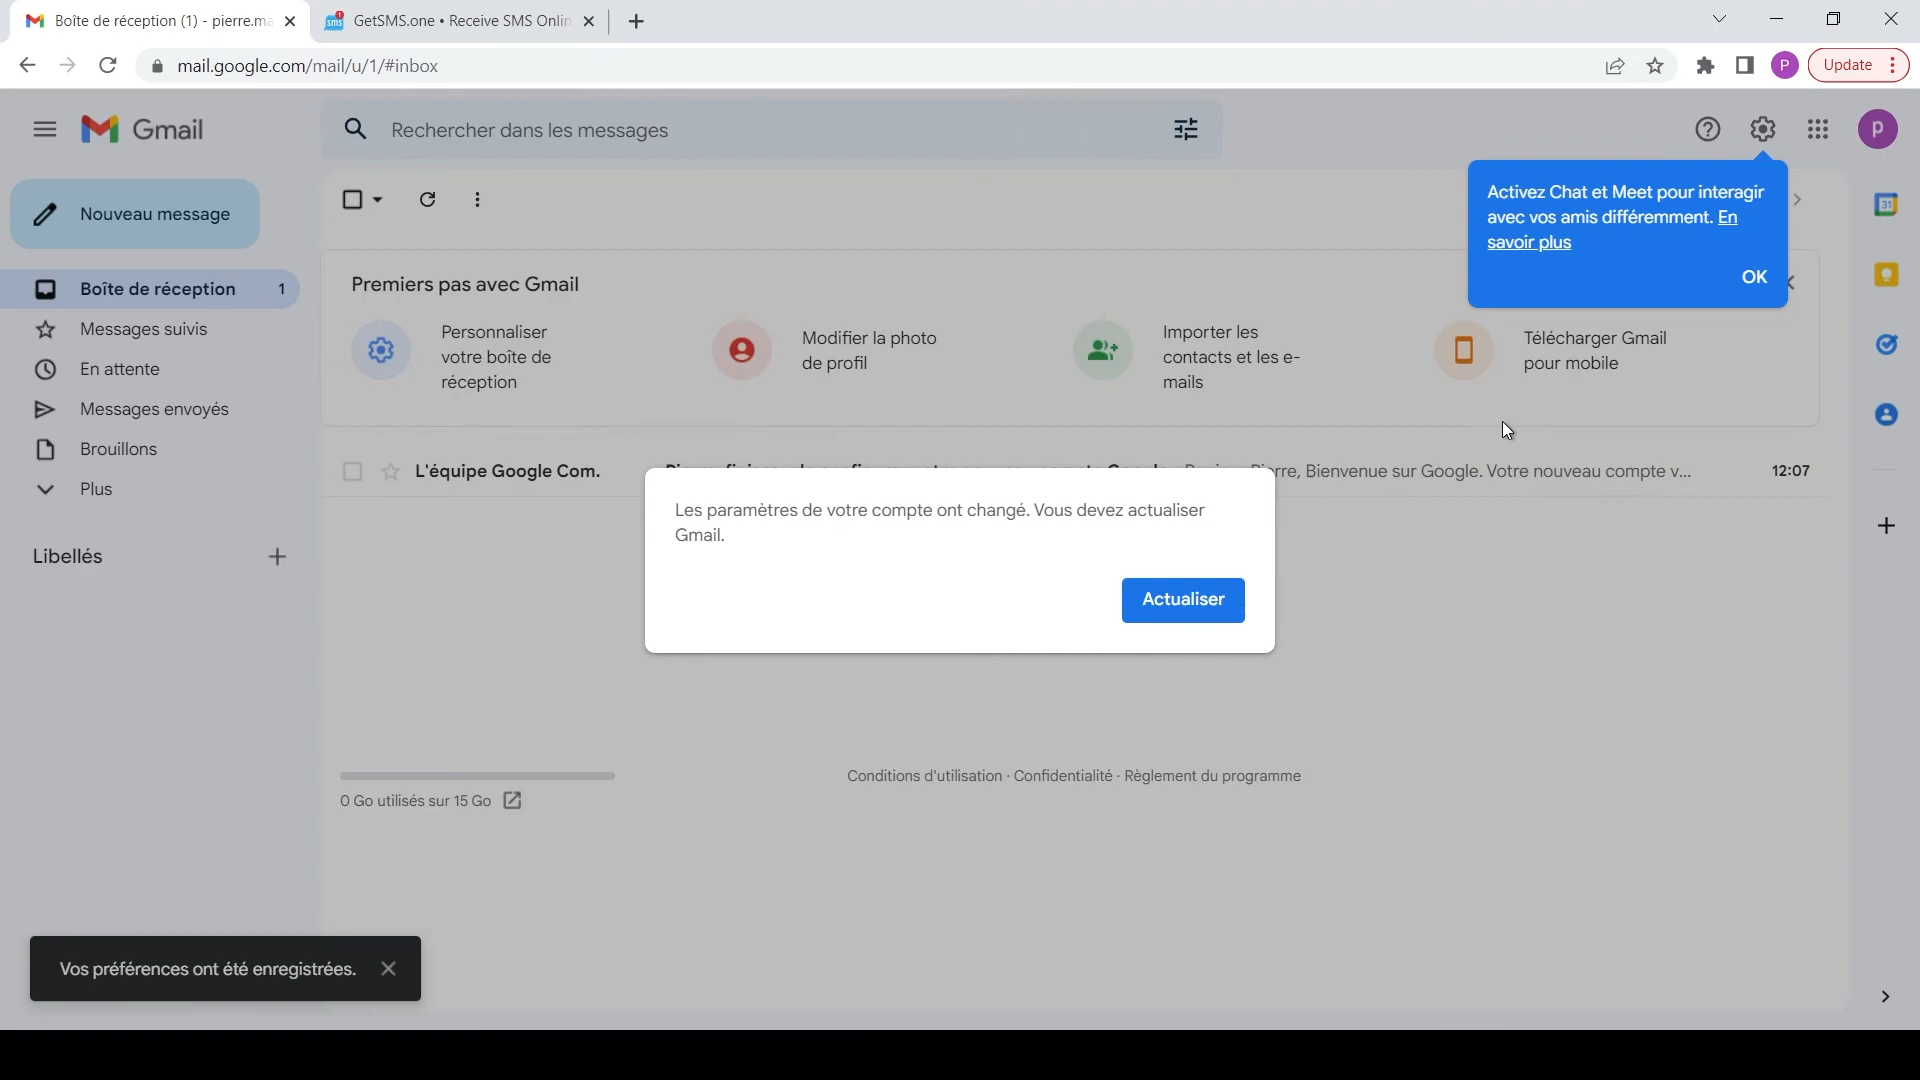 Boîte de réception (1) - pierre.ma
GetSMS.one • Receive SMS Onlin
mail.google.com/mail/u/1/#inbox
P
Update
Gmail
Rechercher dans les messages
p
Nouveau message
Activez Chat et Meet pour interagir
avec vos amis différemment. En
savoir plus
OK
31
Boîte de réception 1
Messages suivis
En attente
Messages envoyés
Brouillons
Plus
Libellés
Premiers pas avec Gmail
Personnaliser
votre boîte de
réception
Modifier la photo
de profil
Importer les
contacts et les e-
mails
Télécharger Gmail
pour mobile
L'équipe Google Com. Bienvenue sur Google. Votre nouveau compte v... 12:07
Les paramètres de votre compte ont changé. Vous devez actualiser
Gmail.
Actualiser
0 Go utilisés sur 15 Go
Conditions d'utilisation · Confidentialité · Règlement du programme
Vos préférences ont été enregistrées.